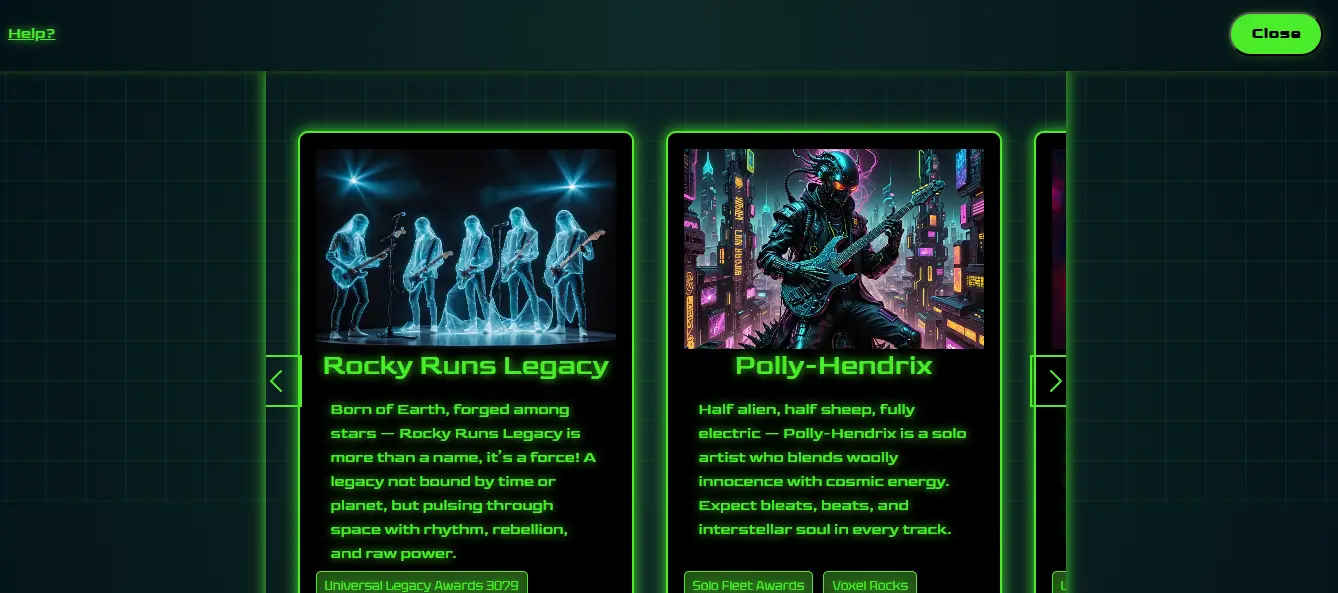 Help?
Close
Rocky Runs Legacy
Born of Earth, forged among
stars — Rocky Runs Legacy is
more than a name, it's a force! A
legacy not bound by time or
planet, but pulsing through
space with rhythm, rebellion,
and raw power.
Universal Legacy Awards 3079
Polly-Hendrix
Half alien, half sheep, fully
electric — Polly-Hendrix is a solo
artist who blends woolly
innocence with cosmic energy.
Expect bleats, beats, and
interstellar soul in every track.
Solo Fleet Awards
Voxel Rocks